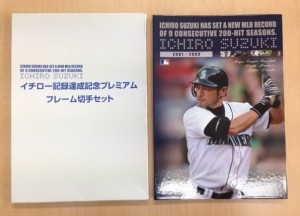 ICHIRO SUZUKI HAS SET A NEW MLB RECORD
OF 9 CONSECUTIVE 200-HIT SEASONS.
ICHIRO SUZUKI
イチロー記録達成記念プレミアム
フレーム切手セット
ICHIRO SUZUKI HAS SET A NEW MLB RECORD
OF 9 CONSECUTIVE 200-HIT SEASONS.
ICHIRO SUZUKI
2001-2009